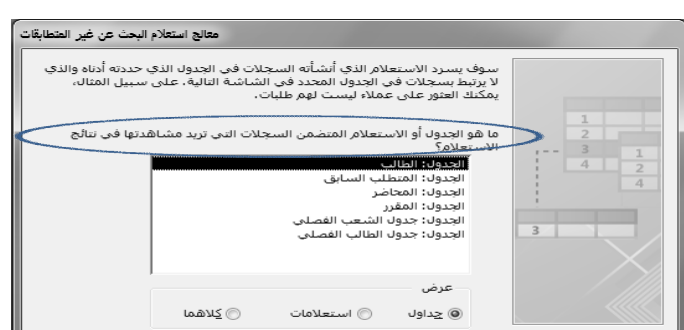 معالج استعلام البحث عن غير المتطابقات
سوف يسرد الاستعلام الذي أنشأته السجلات في الجدول الذي حددته أدناه والذي
لا يرتبط بسجلات في الجدول المحدد في الشاشة التالية. على سبيل المثال،
يمكنك العثور على عملاء ليست لهم طلبات.
ما هو الجدول أو الاستعلام المتضمن السجلات التي تريد مشاهدتها في نتائج
الاستعلام؟
الجدول: الطالب
الجدول: المتطلب السابق
الجدول: المحاضر
الجدول: المقرر
الجدول: جدول الشعب الفصلي
الجدول: جدول الطالب الفصلي
عرض
جداول استعلامات كلاهما
1
2
3
4
1
2
4
3